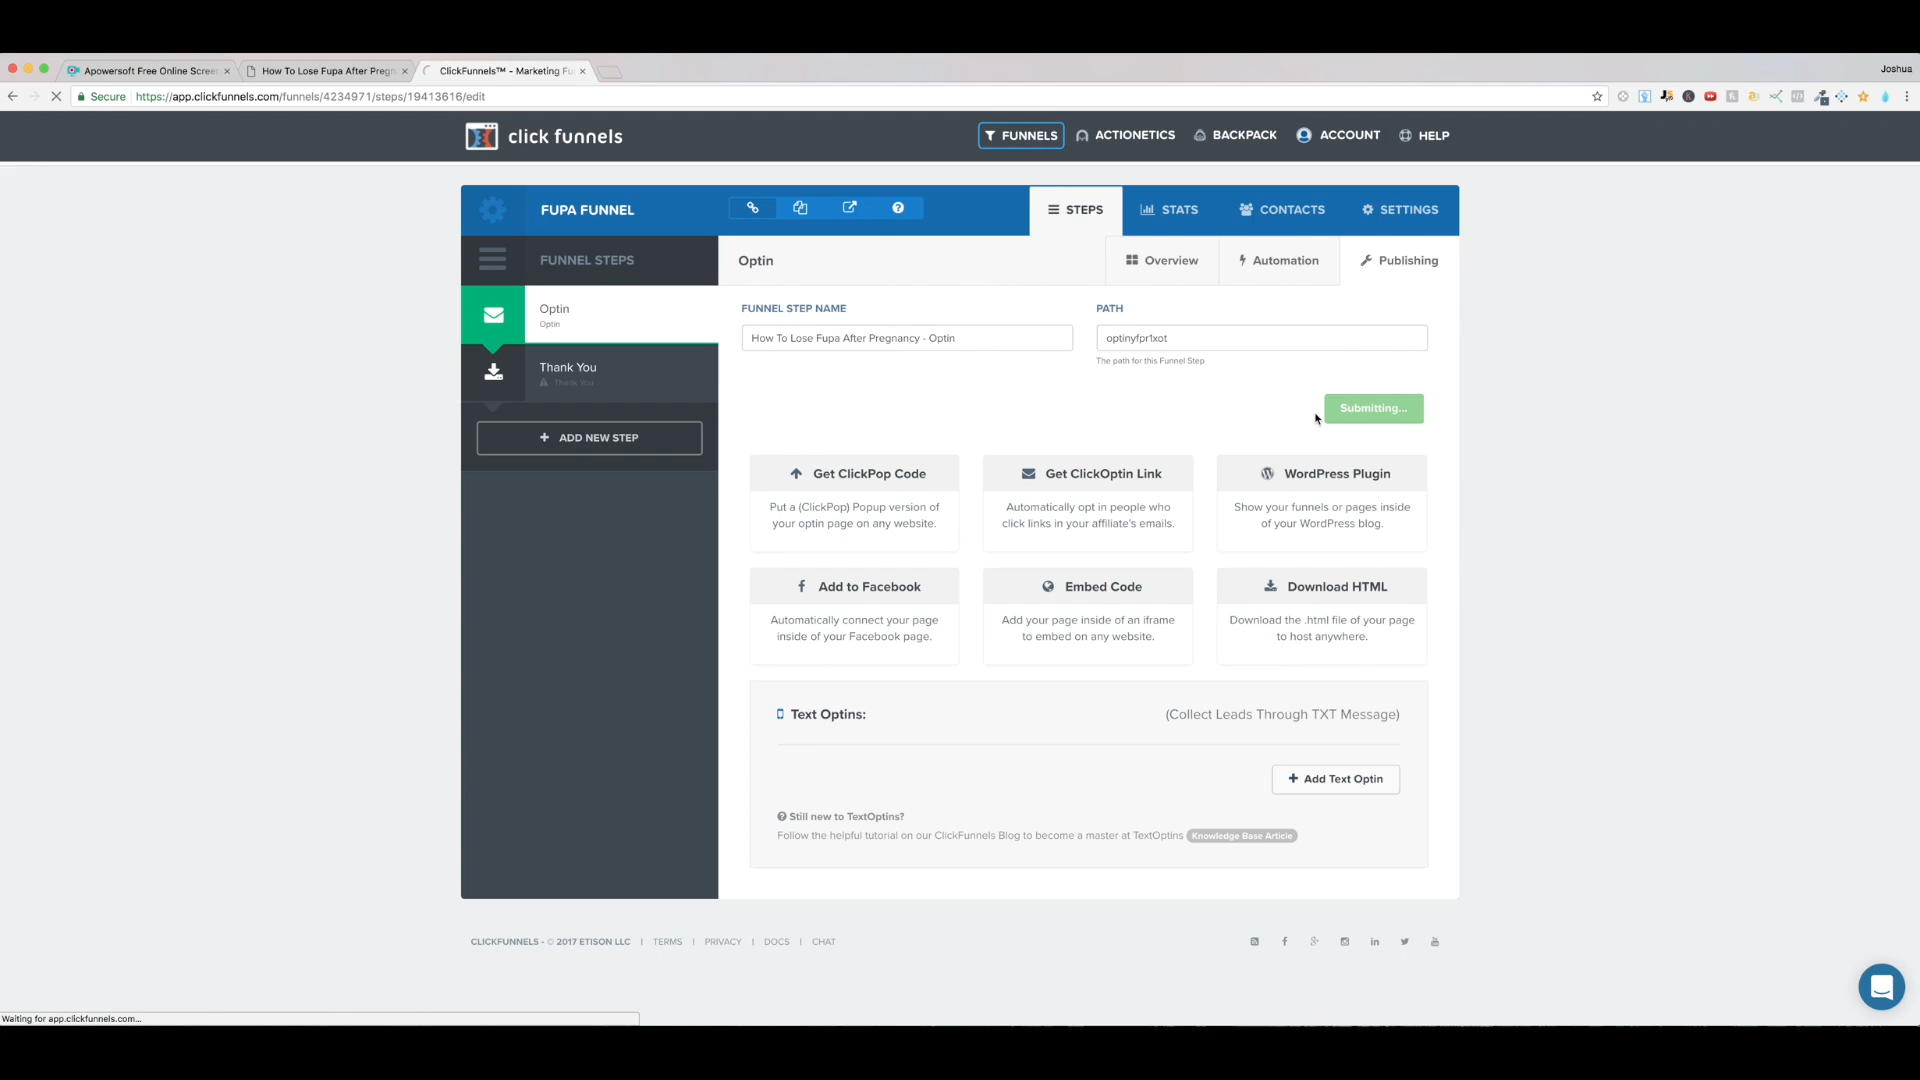 Apowersoft Free Online Screen
How To Lose Fupa After Pregn
ClickFunnels™ - Marketing Fu
Joshua
Secure
https://app.clickfunnels.com/funnels/4234971/steps/19413616/edit
click funnels
FUNNELS
ACTIONETICS
BACKPACK
ACCOUNT
HELP
FUPA FUNNEL
STEPS
STATS
CONTACTS
SETTINGS
FUNNEL STEPS
Optin
Overview
Automation
Publishing
Optin
Optin
Thank You
Thank You
+ ADD NEW STEP
FUNNEL STEP NAME
How To Lose Fupa After Pregnancy - Optin
PATH
optinyfpr1xot
The path for this Funnel Step
Submitting...
Get ClickPop Code
Put a (ClickPop) Popup version of
your optin page on any website.
Get ClickOptin Link
Automatically opt in people who
click links in your affiliate's emails.
WordPress Plugin
Show your funnels or pages inside
of your WordPress blog.
Add to Facebook
Automatically connect your page
inside of your Facebook page.
Embed Code
Add your page inside of an iframe
to embed on any website.
Download HTML
Download the .html file of your page
to host anywhere.
Text Optins:
(Collect Leads Through TXT Message)
+ Add Text Optin
Still new to TextOptins?
Follow the helpful tutorial on our ClickFunnels Blog to become a master at TextOptins Knowledge Base Article
CLICKFUNNELS - © 2017 ETISON LLC | TERMS | PRIVACY | DOCS | CHAT
Waiting for app.clickfunnels.com...